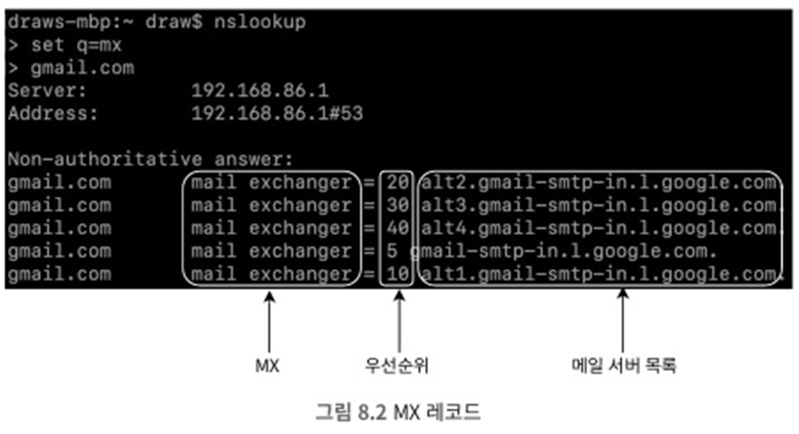 draws-mbp:~ draw$ nslookup
> set q=mx
> gmail.com
Server: 192.168.86.1
Address: 192.168.86.1#53
Non-authoritative answer:
gmail.com mail exchanger = 20 alt2.gmail-smtp-in.l.google.com.
gmail.com mail exchanger = 30 alt3.gmail-smtp-in.l.google.com.
gmail.com mail exchanger = 40 alt4.gmail-smtp-in.l.google.com.
gmail.com mail exchanger = 5 gmail-smtp-in.l.google.com.
gmail.com mail exchanger = 10 alt1.gmail-smtp-in.l.google.com.
MX 우선순위 메일 서버 목록
그림 8.2 MX 레코드